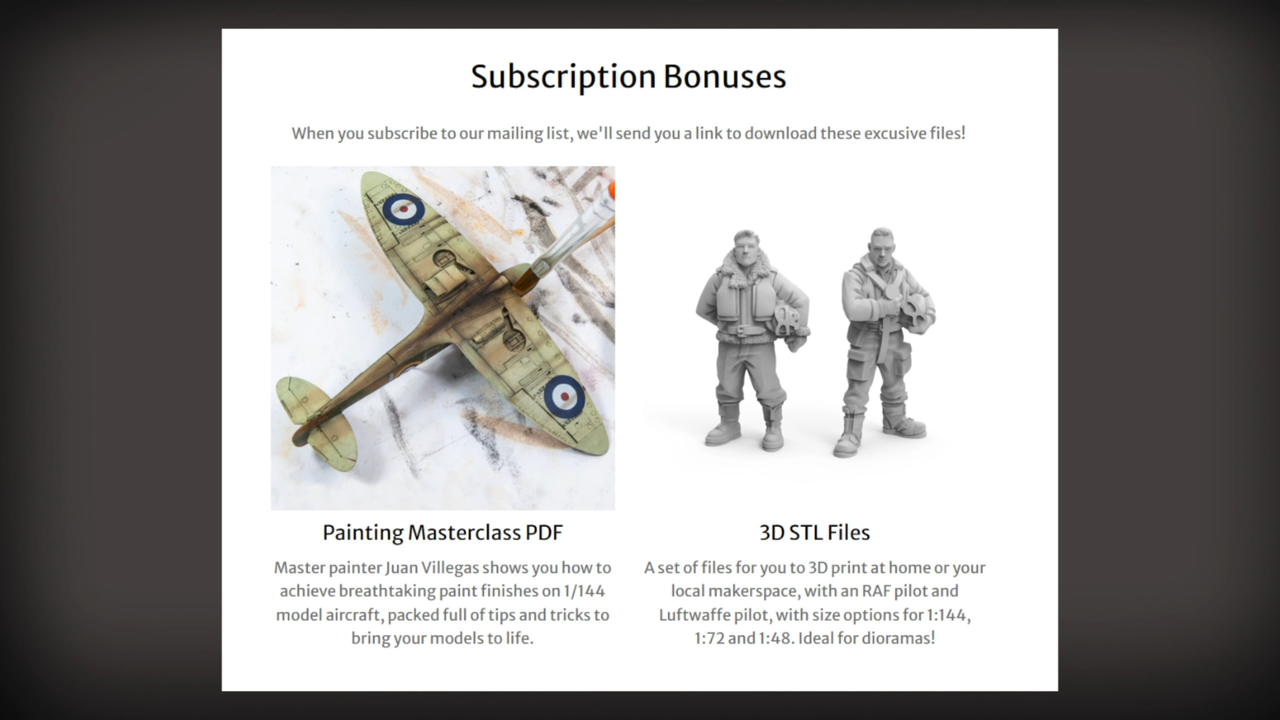 Subscription Bonuses
When you subscribe to our mailing list, we'll send you a link to download these excusive files!
Painting Masterclass PDF
Master painter Juan Villegas shows you how to
achieve breathtaking paint finishes on 1/144
model aircraft, packed full of tips and tricks to
bring your models to life.
3D STL Files
A set of files for you to 3D print at home or your
local makerspace, with an RAF pilot and
Luftwaffe pilot, with size options for 1:144,
1:72 and 1:48. Ideal for dioramas!